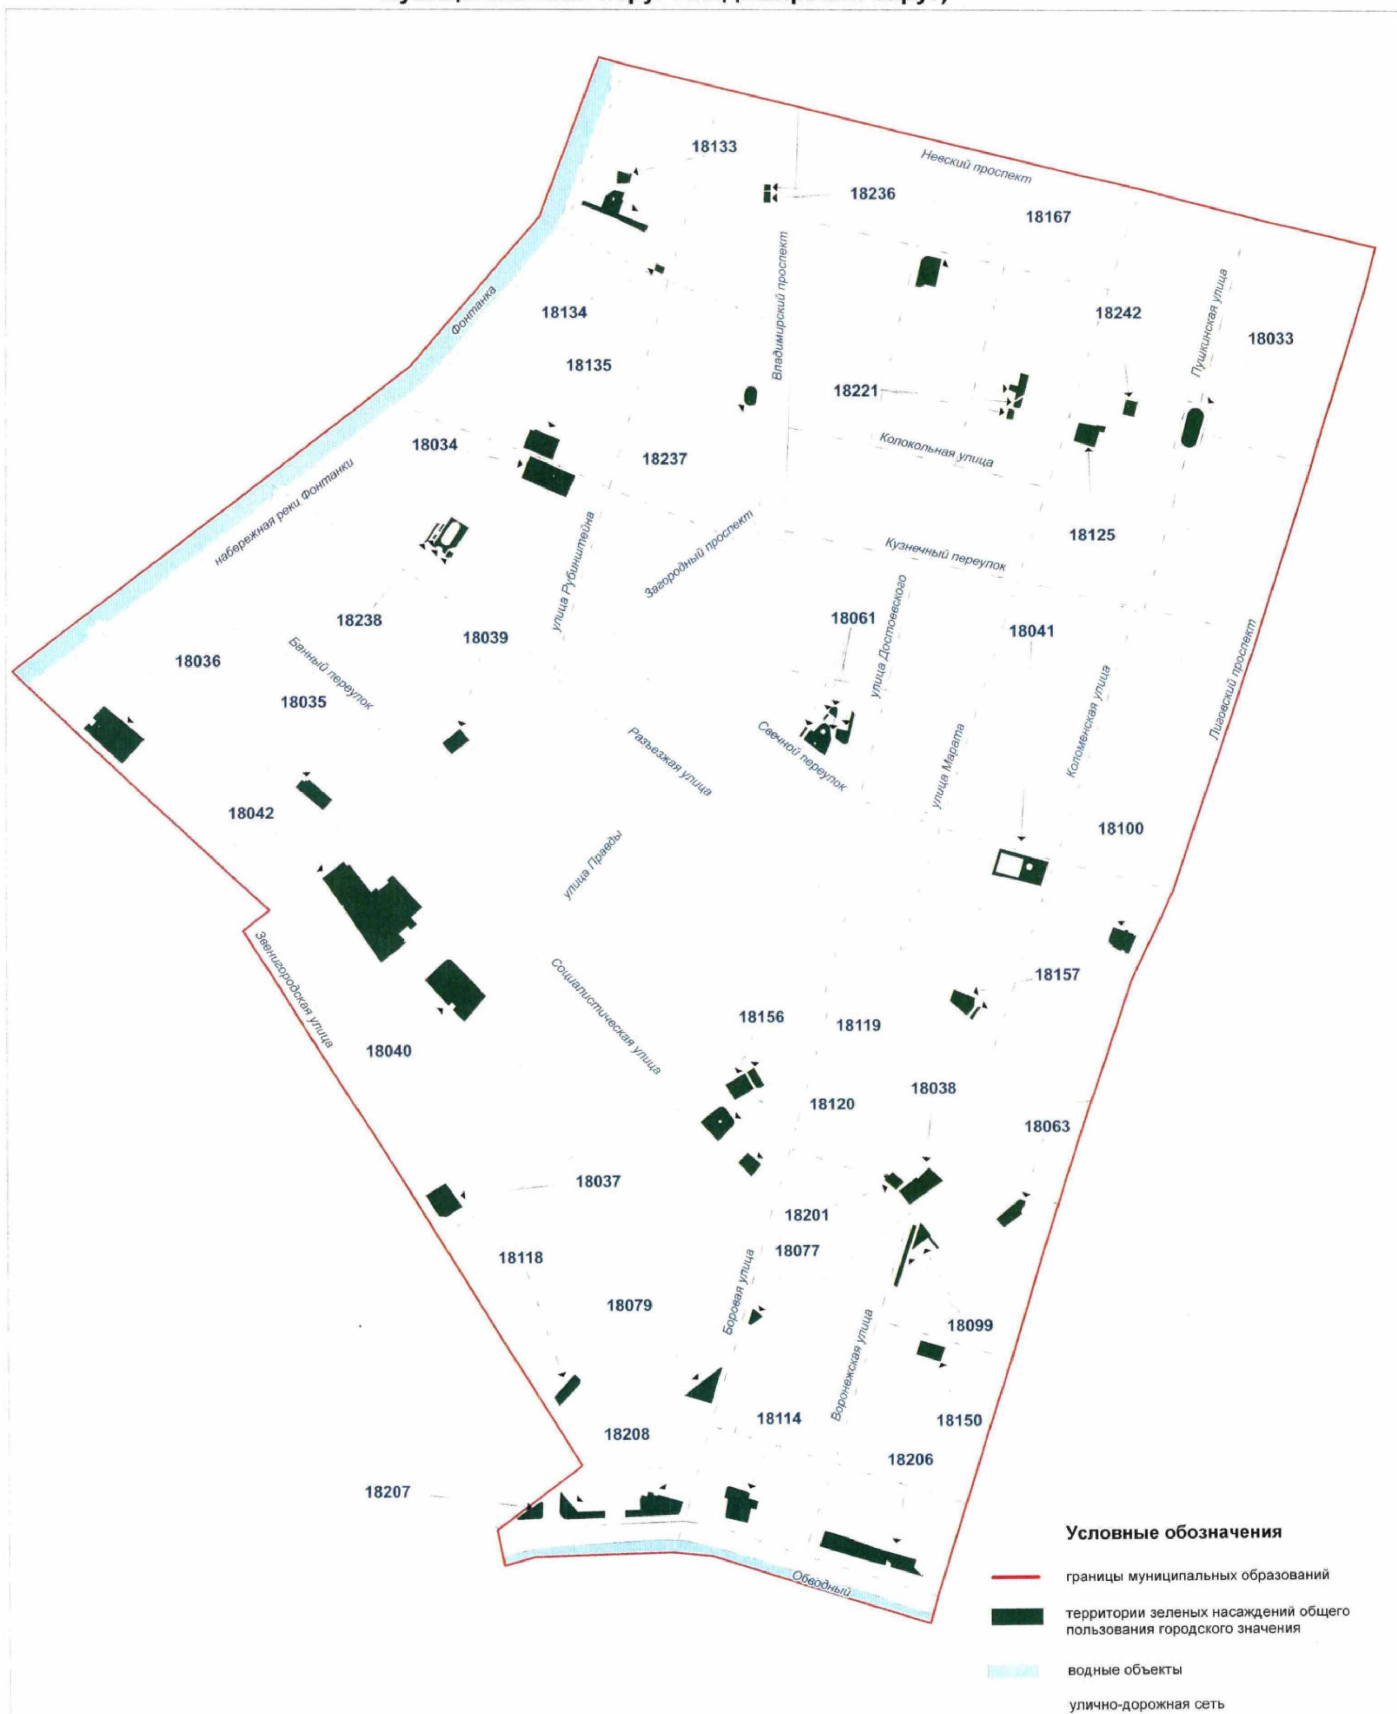 18133
Невский проспект
18236
18167
Владимирский проспект
Фонтанка
18134
18242
Пушкинская улица
18033
18135
18221
18034
Колокольная улица
18237
набережная реки Фонтанки
улица Рубинштейна
Загородный проспект
18125
Кузнечный переулок
18238
18039
18061
улица Достоевского
18041
18036
Банный переулок
18035
Коломенская улица
Лиговский проспект
Разъезжая улица
Свечной переулок
улица Марата
18042
18100
улица Правды
Звенигородская улица
Социалистическая улица
18157
18156
18119
18040
18120
18038
18063
18037
18201
18077
18118
Боровая улица
18079
18099
Воронежская улица
18114
18150
18208
18206
18207
Обводный
Условные обозначения
границы муниципальных образований
территории зеленых насаждений общего
пользования городского значения
водные объекты
улично-дорожная сеть